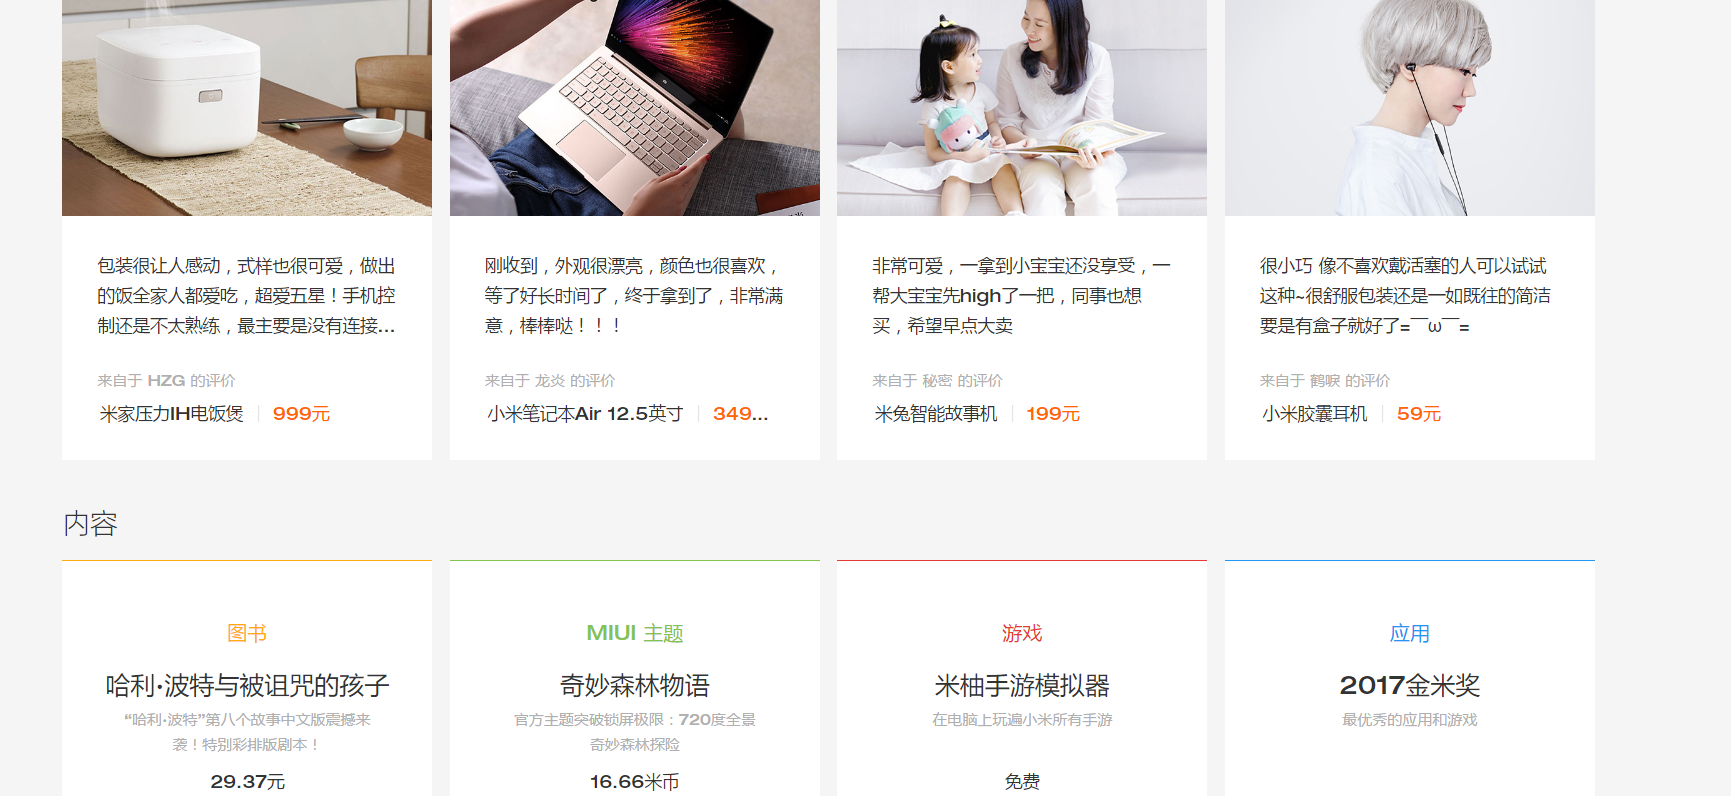 包装很让人感动，式样也很可爱，做出
的饭全家人都爱吃，超爱五星！手机控
制还是不太熟练，最主要是没有连接...
来自于 HZG 的评价
米家压力IH电饭煲 999元
刚收到，外观很漂亮，颜色也很喜欢，
等了好长时间了，终于拿到了，非常满
意，棒棒哒！！！
来自于 龙炎 的评价
小米笔记本Air 12.5英寸 349...
非常可爱，一拿到小宝宝还没享受，一
帮大宝宝先high了一把，同事也想
买，希望早点大卖
来自于 秘密 的评价
米兔智能故事机 199元
很小巧 像不喜欢戴活塞的人可以试试
这种~很舒服包装还是一如既往的简洁
要是有盒子就好了=￣ω￣=
来自于 鹤唳 的评价
小米胶囊耳机 59元
内容
图书
哈利·波特与被诅咒的孩子
“哈利·波特”第八个故事中文版震撼来
袭！特别彩排版剧本！
29.37元
MIUI 主题
奇妙森林物语
官方主题突破锁屏极限：720度全景
奇妙森林探险
16.66米币
游戏
米柚手游模拟器
在电脑上玩遍小米所有手游
免费
应用
2017金米奖
最优秀的应用和游戏